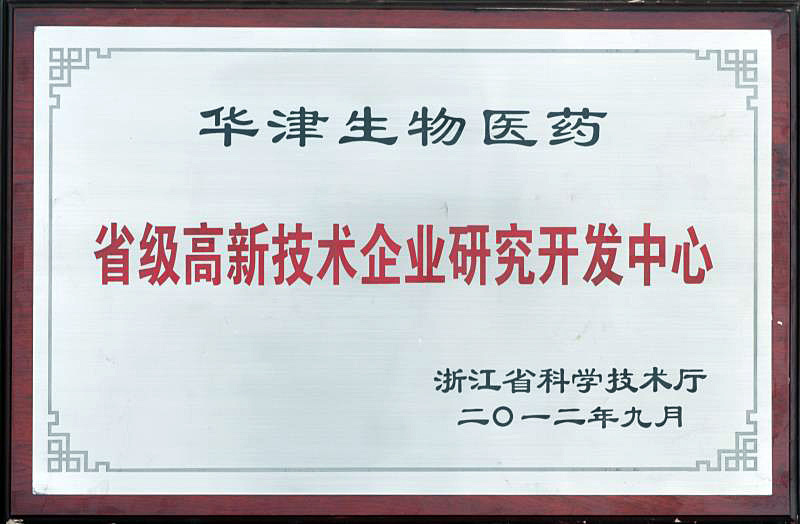 华津生物医药
省级高新技术企业研究开发中心
浙江省科学技术厅
二〇一二年九月